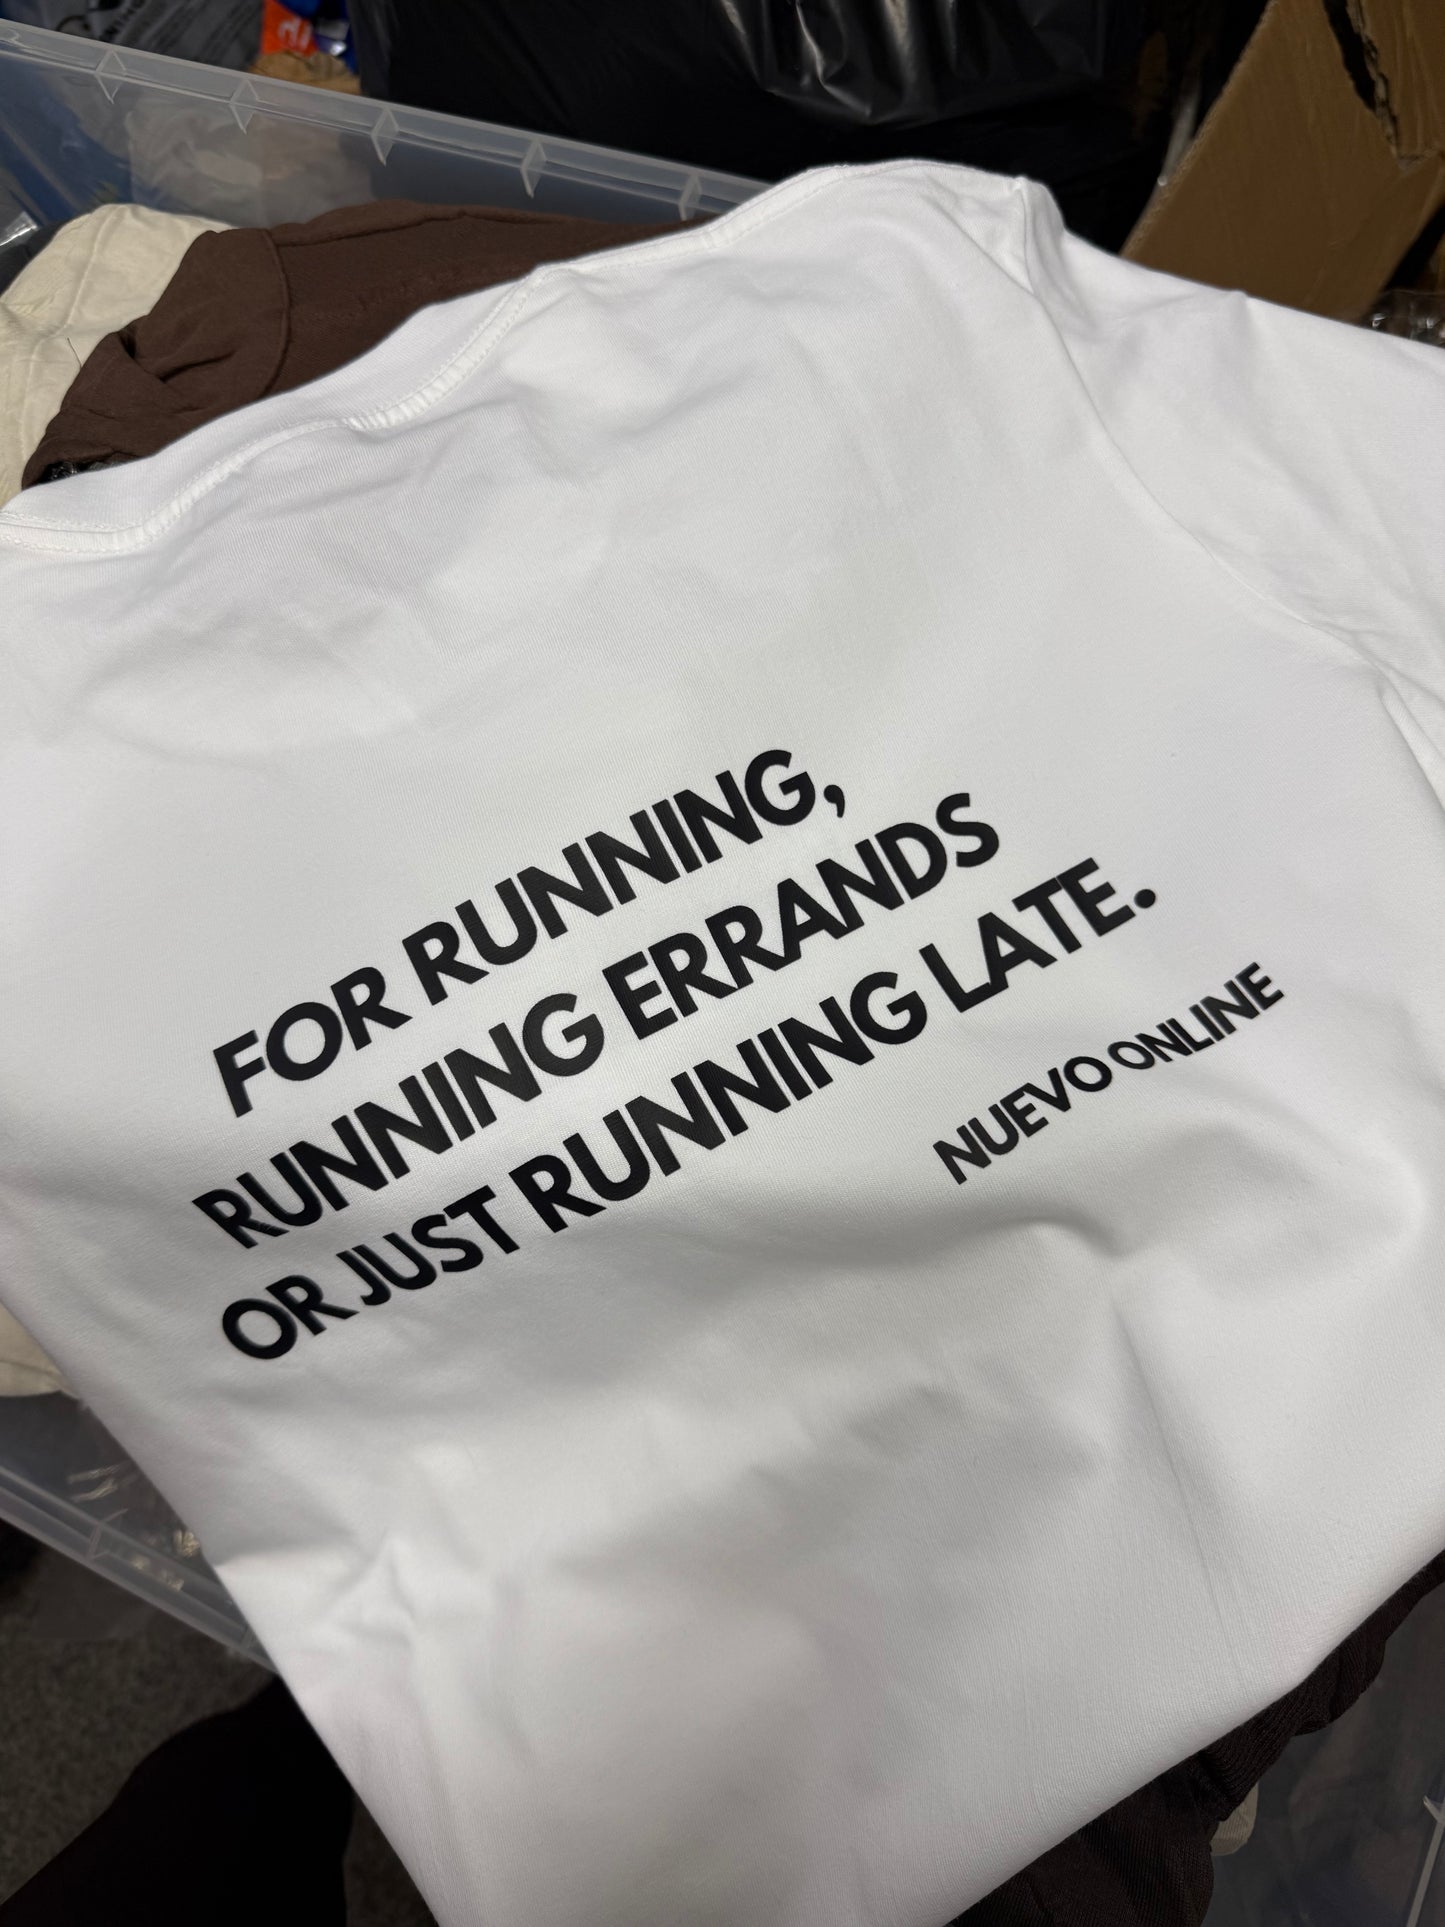 FOR RUNNING,
RUNNING ERRANDS
OR JUST RUNNING LATE.
NUEVO ONLINE